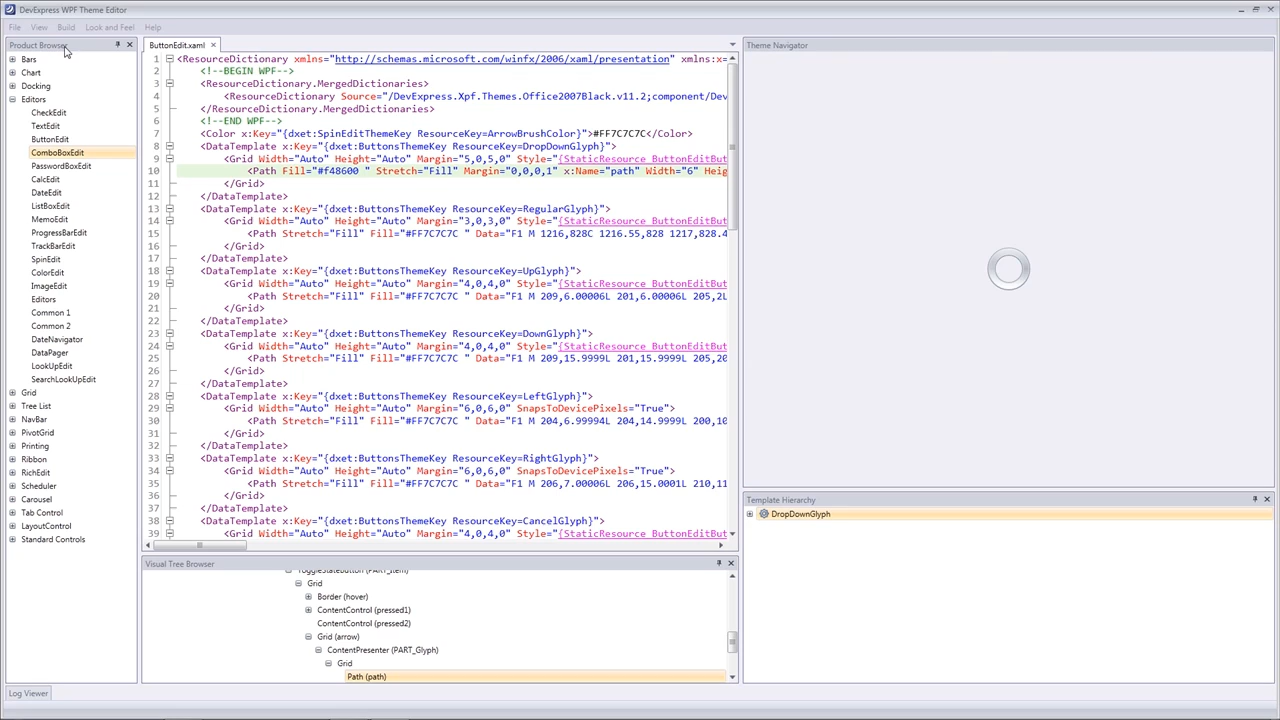 DevExpress WPF Theme Editor
File View Build Look and Feel Help
Product Browser
Bars
Chart
Docking
Editors
CheckEdit
TextEdit
ButtonEdit
ComboBoxEdit
PasswordBoxEdit
CalcEdit
DateEdit
ListBoxEdit
MemoEdit
ProgressBarEdit
TrackBarEdit
SpinEdit
ColorEdit
ImageEdit
Editors
Common 1
Common 2
DateNavigator
DataPager
LookUpEdit
SearchLookUpEdit
Grid
Tree List
NavBar
PivotGrid
Printing
Ribbon
RichEdit
Scheduler
Carousel
Tab Control
LayoutControl
Standard Controls
ButtonEdit.xaml
1 <ResourceDictionary xmlns="http://schemas.microsoft.com/winfx/2006/xaml/presentation" xmlns:x=
2 <!--BEGIN WPF-->
3 <ResourceDictionary.MergedDictionaries>
4 <ResourceDictionary Source="/DevExpress.Xpf.Themes.Office2007Black.v11.2;component/Dev
5 </ResourceDictionary.MergedDictionaries>
6 <!--END WPF-->
7 <Color x:Key="{dxet:SpinEditThemeKey ResourceKey=ArrowBrushColor}">#FF7C7C7C</Color>
8 <DataTemplate x:Key="{dxet:ButtonsThemeKey ResourceKey=DropDownGlyph}">
9 <Grid Width="Auto" Height="Auto" Margin="5,0,5,0" Style="{StaticResource ButtonEditBut
10 <Path Fill="#f48600 " Stretch="Fill" Margin="0,0,0,1" x:Name="path" Width="6" Heig
11 </Grid>
12 </DataTemplate>
13 <DataTemplate x:Key="{dxet:ButtonsThemeKey ResourceKey=RegularGlyph}">
14 <Grid Width="Auto" Height="Auto" Margin="3,0,3,0" Style="{StaticResource ButtonEditBut
15 <Path Stretch="Fill" Fill="#FF7C7C7C " Data="F1 M 1216,828C 1216.55,828 1217,828.4
16 </Grid>
17 </DataTemplate>
18 <DataTemplate x:Key="{dxet:ButtonsThemeKey ResourceKey=UpGlyph}">
19 <Grid Width="Auto" Height="Auto" Margin="4,0,4,0" Style="{StaticResource ButtonEditBut
20 <Path Stretch="Fill" Fill="#FF7C7C7C " Data="F1 M 209,6.00006L 201,6.00006L 205,2L
21 </Grid>
22 </DataTemplate>
23 <DataTemplate x:Key="{dxet:ButtonsThemeKey ResourceKey=DownGlyph}">
24 <Grid Width="Auto" Height="Auto" Margin="4,0,4,0" Style="{StaticResource ButtonEditBut
25 <Path Stretch="Fill" Fill="#FF7C7C7C " Data="F1 M 209,15.9999L 201,15.9999L 205,20
26 </Grid>
27 </DataTemplate>
28 <DataTemplate x:Key="{dxet:ButtonsThemeKey ResourceKey=LeftGlyph}">
29 <Grid Width="Auto" Height="Auto" Margin="6,0,6,0" SnapsToDevicePixels="True">
30 <Path Stretch="Fill" Fill="#FF7C7C7C " Data="F1 M 204,6.99994L 204,14.9999L 200,10
31 </Grid>
32 </DataTemplate>
33 <DataTemplate x:Key="{dxet:ButtonsThemeKey ResourceKey=RightGlyph}">
34 <Grid Width="Auto" Height="Auto" Margin="6,0,6,0" SnapsToDevicePixels="True">
35 <Path Stretch="Fill" Fill="#FF7C7C7C " Data="F1 M 206,7.00006L 206,15.0001L 210,11
36 </Grid>
37 </DataTemplate>
38 <DataTemplate x:Key="{dxet:ButtonsThemeKey ResourceKey=CancelGlyph}">
39 <Grid Width="Auto" Height="Auto" Margin="4,0,4,0" Style="{StaticResource ButtonEditBut
Visual Tree Browser
ToggleStateButton (PART_Item)
Grid
Border (hover)
ContentControl (pressed1)
ContentControl (pressed2)
Grid (arrow)
ContentPresenter (PART_Glyph)
Grid
Path (path)
Theme Navigator
Template Hierarchy
DropDownGlyph
Log Viewer